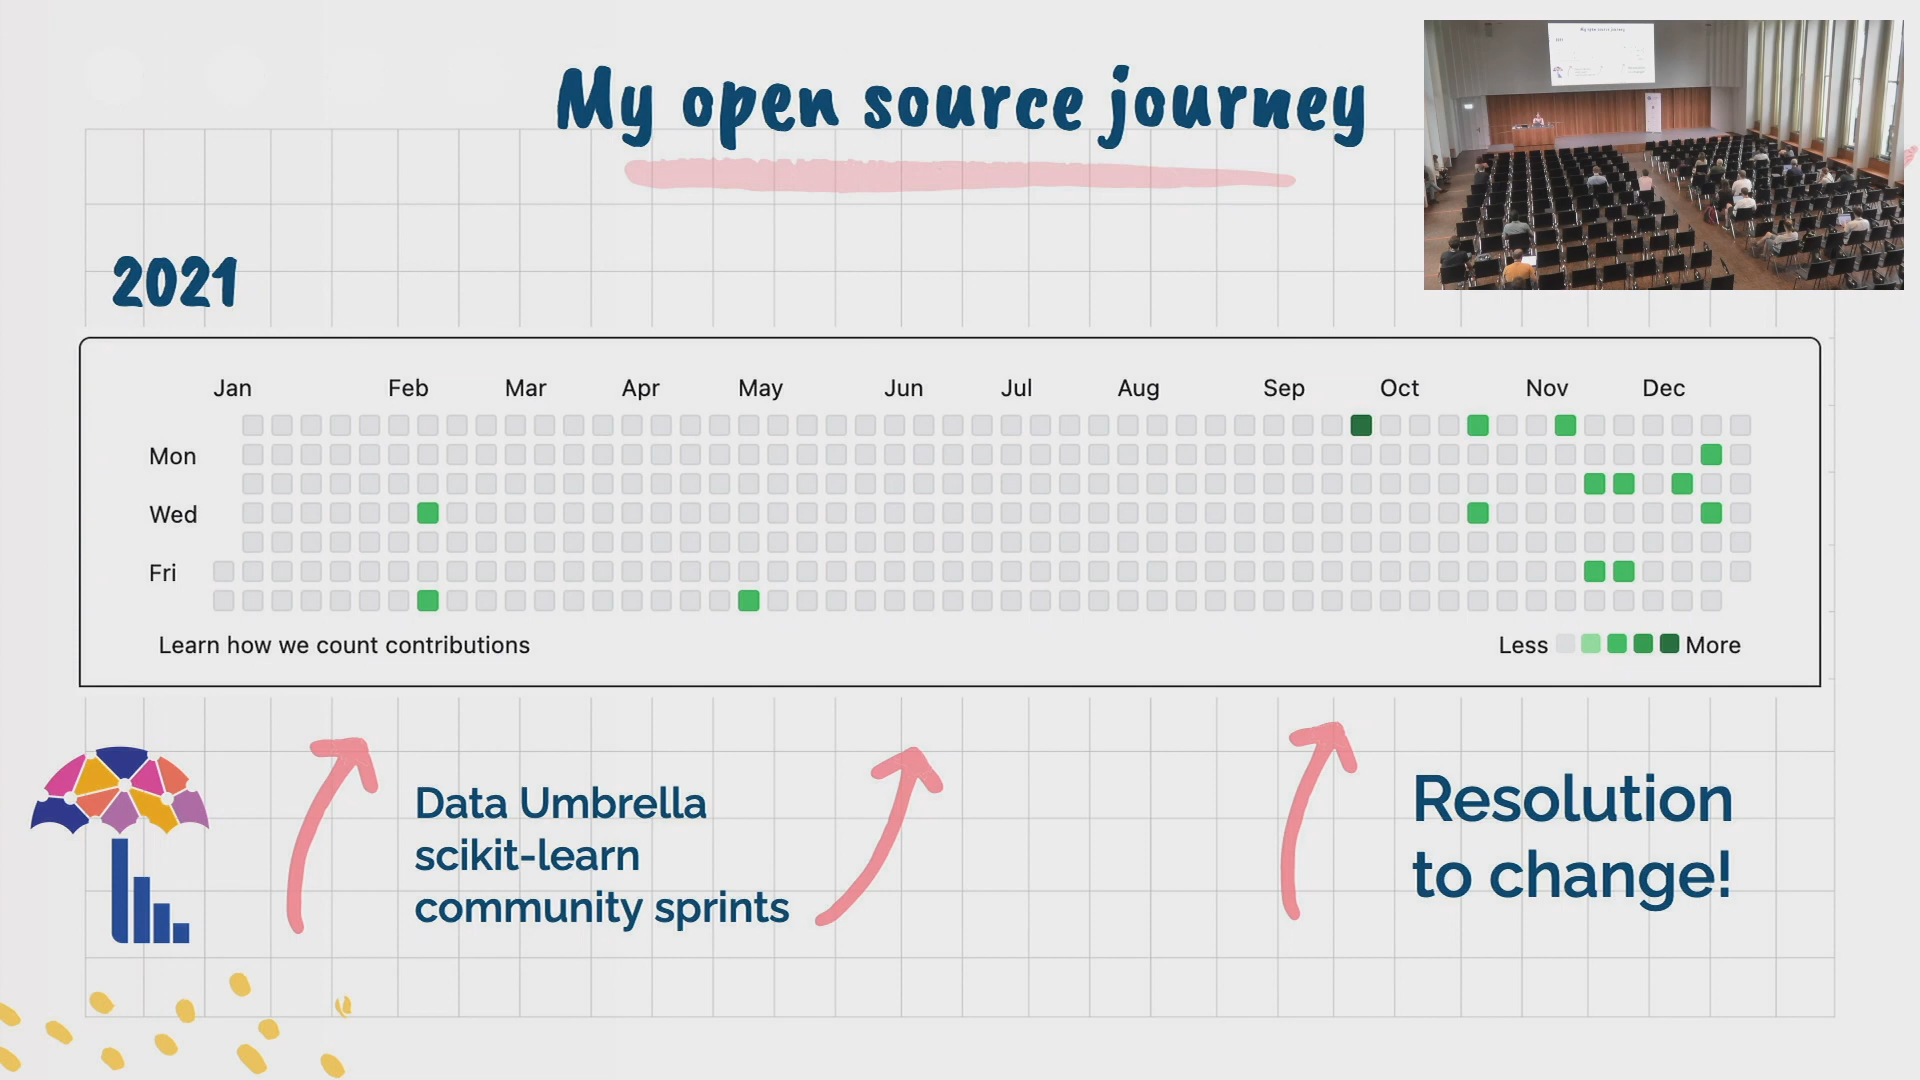 My open source journey
2021
Jan Feb Mar Apr May Jun Jul Aug Sep Oct Nov Dec
Mon
Wed
Fri
Learn how we count contributions
Less More
Data Umbrella
scikit-learn
community sprints
Resolution
to change!